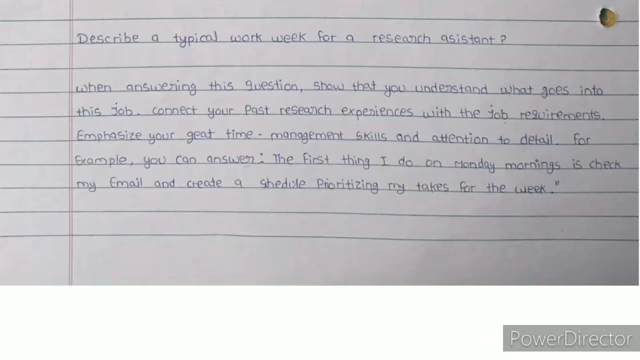 Describe a typical work week for a research asistant?
When answering this question, show that you understand what goes into
this job. Connect your Past research experiences with the job requirements.
Emphasize your geat time - management skills and attention to detail. For
Example, you can answer: The first thing I do on Monday mornings is check
my Email and create a shedule Prioritizing my takes for the week."
PowerDirector